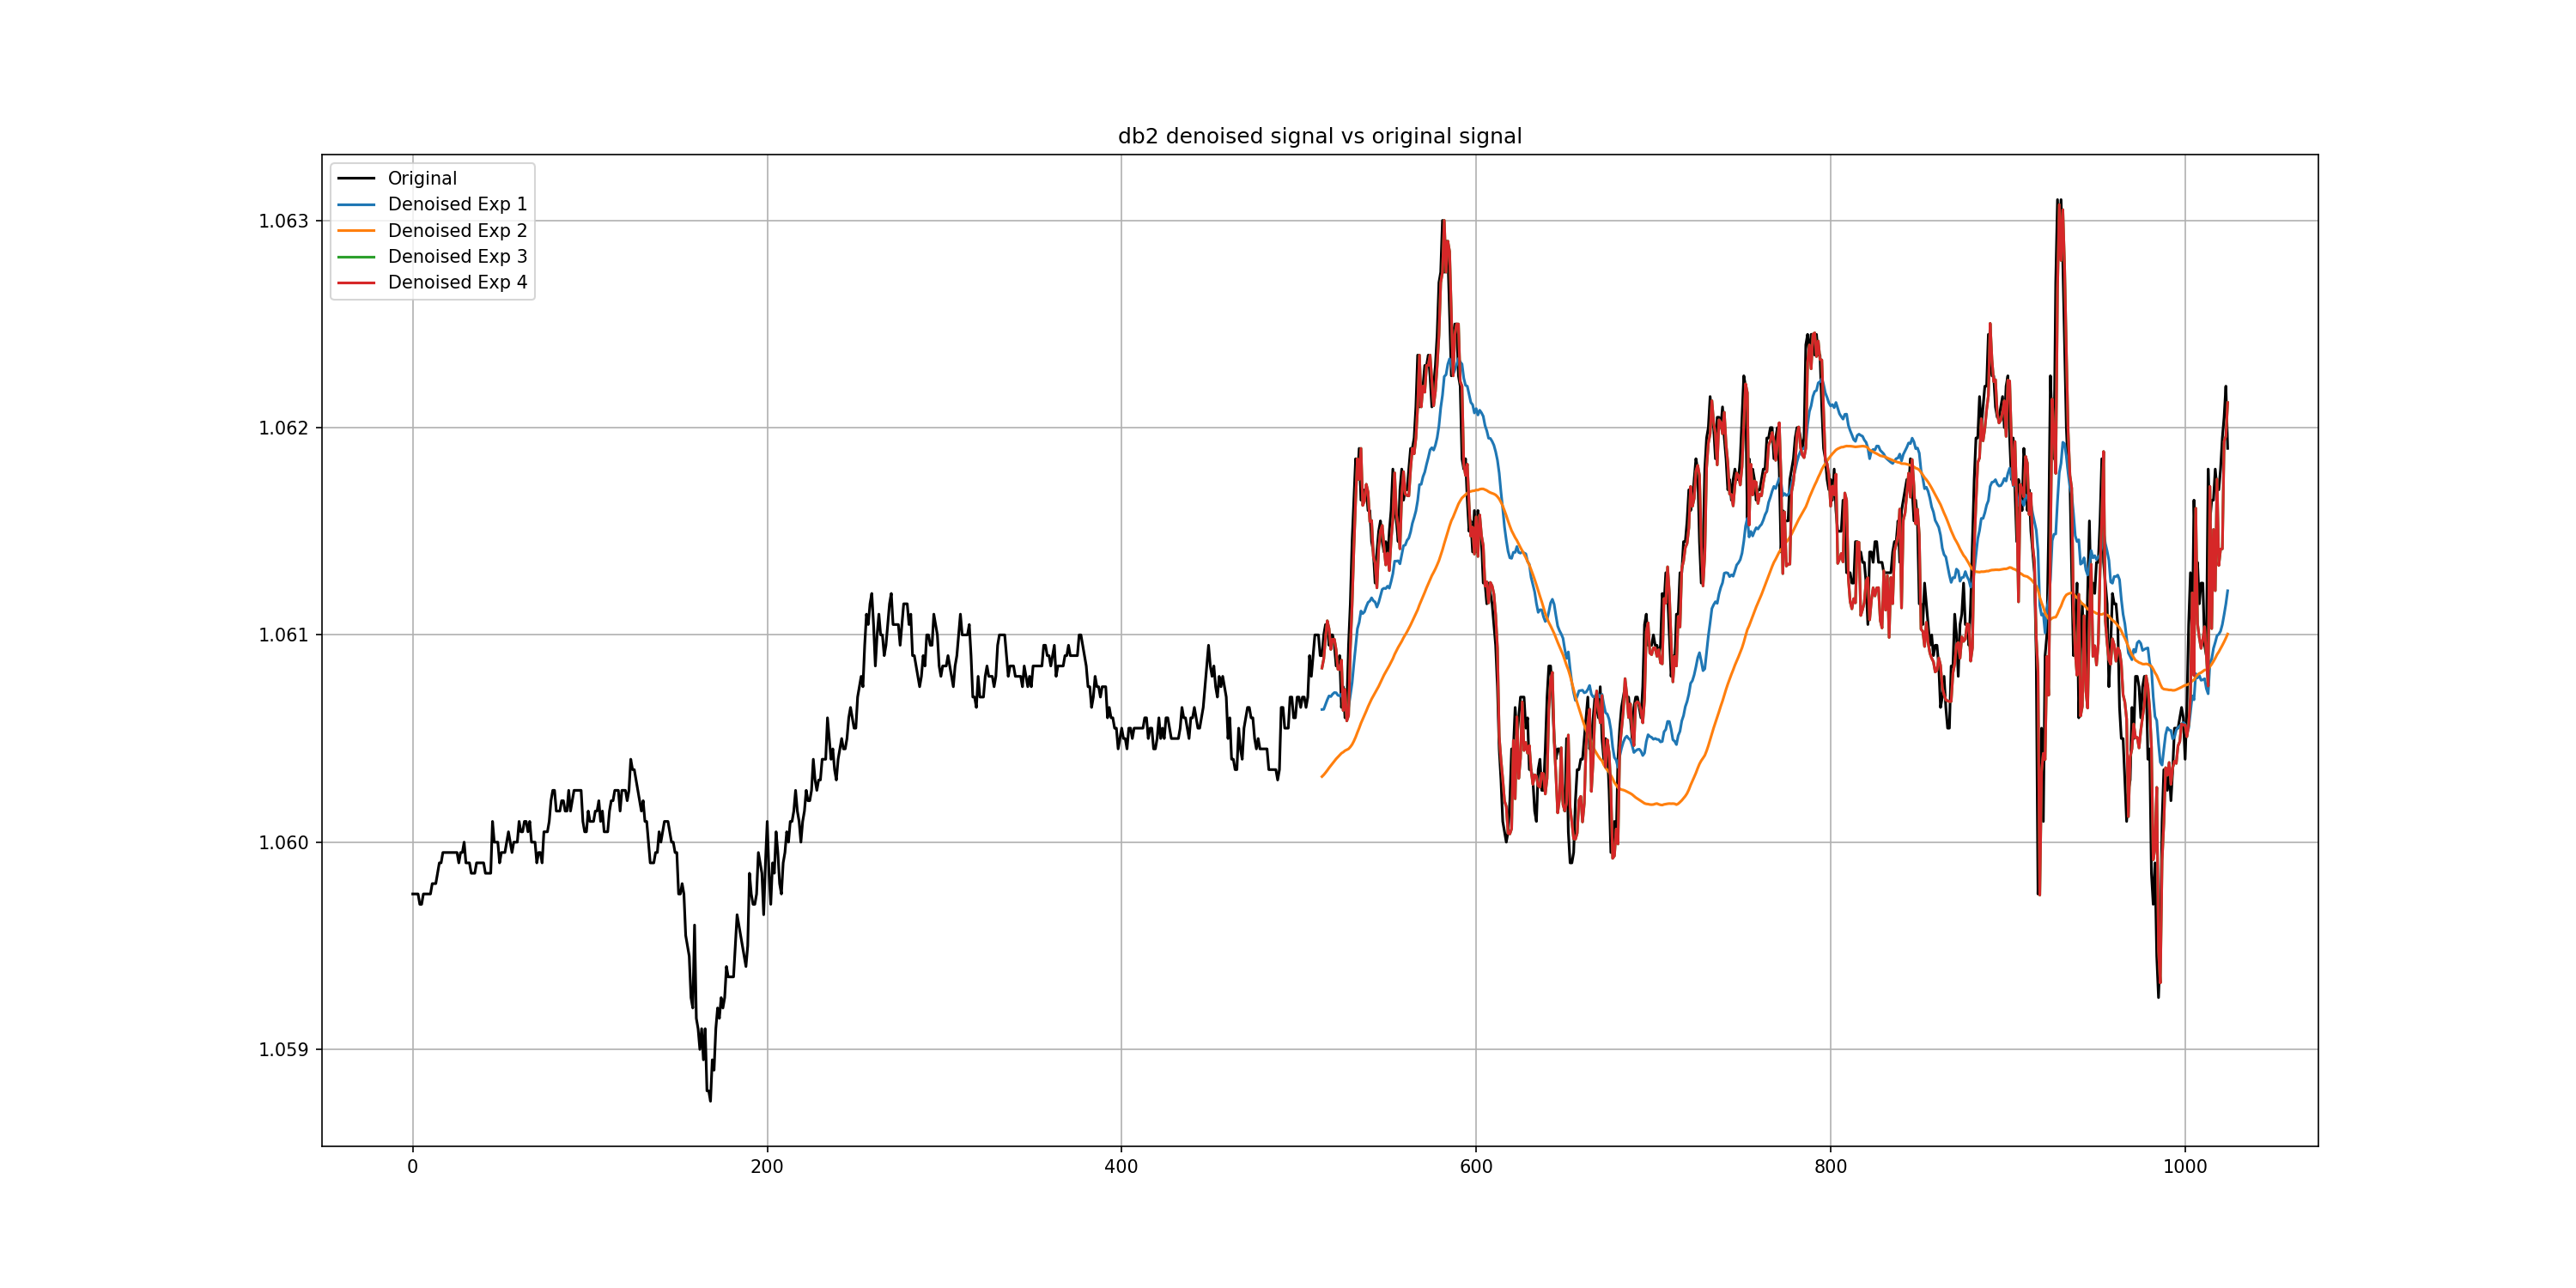 db2 denoised signal vs original signal
Original
Denoised Exp 1
Denoised Exp 2
Denoised Exp 3
Denoised Exp 4
1.063
1.062
1.061
1.060
1.059
0 200 400 600 800 1000